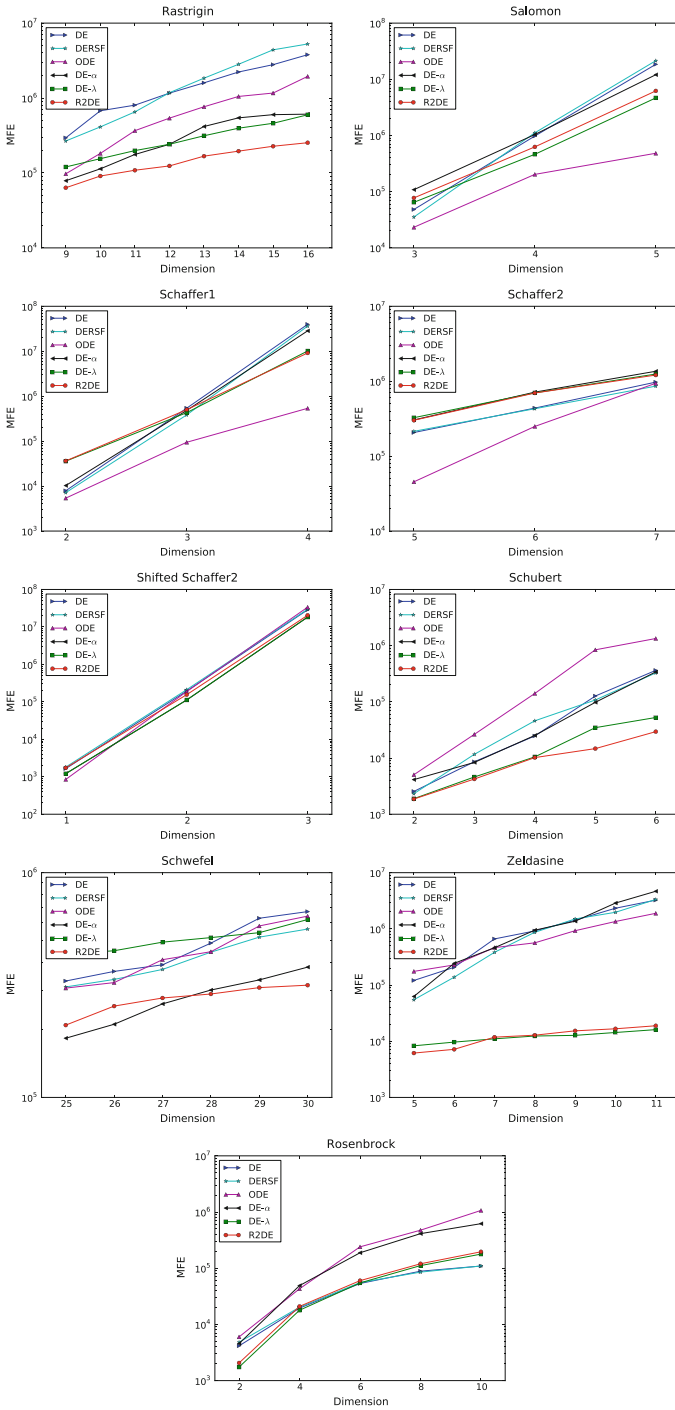 Rastrigin
10^7
10^6
10^5
10^4
MFE
DE
DERSF
ODE
DE-α
DE-λ
R2DE
9 10 11 12 13 14 15 16
Dimension
Salomon
10^8
10^7
10^6
10^5
10^4
MFE
DE
DERSF
ODE
DE-α
DE-λ
R2DE
3 4 5
Dimension
Schaffer1
10^8
10^7
10^6
10^5
10^4
10^3
MFE
DE
DERSF
ODE
DE-α
DE-λ
R2DE
2 3 4
Dimension
Schaffer2
10^7
10^6
10^5
10^4
MFE
DE
DERSF
ODE
DE-α
DE-λ
R2DE
5 6 7
Dimension
Shifted Schaffer2
10^8
10^7
10^6
10^5
10^4
10^3
10^2
MFE
DE
DERSF
ODE
DE-α
DE-λ
R2DE
1 2 3
Dimension
Schubert
10^7
10^6
10^5
10^4
10^3
MFE
DE
DERSF
ODE
DE-α
DE-λ
R2DE
2 3 4 5 6
Dimension
Schwefel
10^6
10^5
MFE
DE
DERSF
ODE
DE-α
DE-λ
R2DE
25 26 27 28 29 30
Dimension
Zeldasine
10^7
10^6
10^5
10^4
10^3
MFE
DE
DERSF
ODE
DE-α
DE-λ
R2DE
5 6 7 8 9 10 11
Dimension
Rosenbrock
10^7
10^6
10^5
10^4
10^3
MFE
DE
DERSF
ODE
DE-α
DE-λ
R2DE
2 4 6 8 10
Dimension